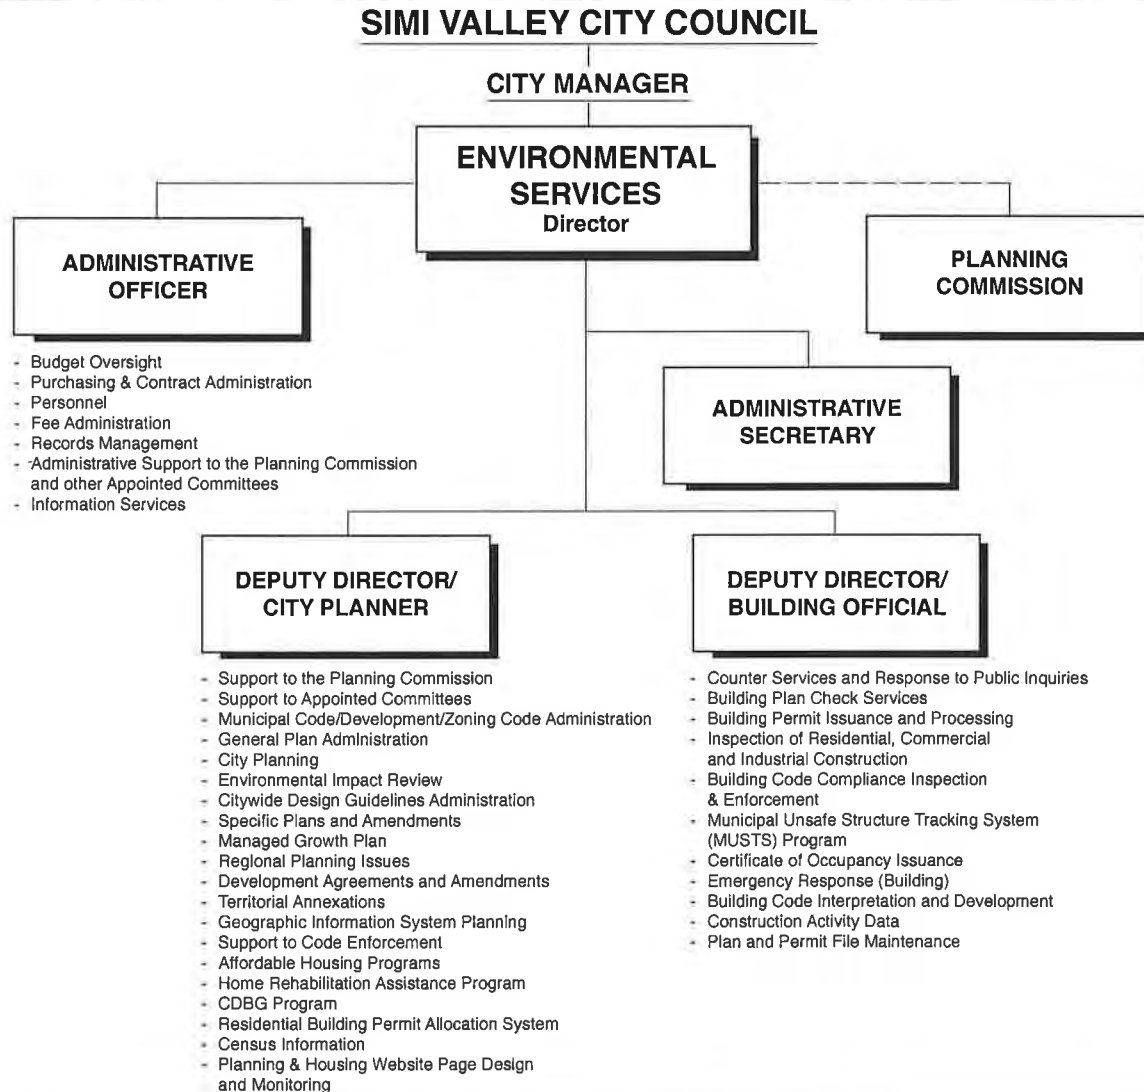 SIMI VALLEY CITY COUNCIL
CITY MANAGER
ENVIRONMENTAL
SERVICES
Director
ADMINISTRATIVE
OFFICER
PLANNING
COMMISSION
- Budget Oversight
- Purchasing & Contract Administration
- Personnel
- Fee Administration
- Records Management
- Administrative Support to the Planning Commission
and other Appointed Committees
- Information Services
ADMINISTRATIVE
SECRETARY
DEPUTY DIRECTOR/
CITY PLANNER
- Support to the Planning Commission
- Support to Appointed Committees
- Municipal Code/Development/Zoning Code Administration
- General Plan Administration
- City Planning
- Environmental Impact Review
- Citywide Design Guidelines Administration
- Specific Plans and Amendments
- Managed Growth Plan
- Regional Planning Issues
- Development Agreements and Amendments
- Territorial Annexations
- Geographic Information System Planning
- Support to Code Enforcement
- Affordable Housing Programs
- Home Rehabilitation Assistance Program
- CDBG Program
- Residential Building Permit Allocation System
- Census Information
- Planning & Housing Website Page Design
and Monitoring
DEPUTY DIRECTOR/
BUILDING OFFICIAL
- Counter Services and Response to Public Inquiries
- Building Plan Check Services
- Building Permit Issuance and Processing
- Inspection of Residential, Commercial
and Industrial Construction
- Building Code Compliance Inspection
& Enforcement
- Municipal Unsafe Structure Tracking System
(MUSTS) Program
- Certificate of Occupancy Issuance
- Emergency Response (Building)
- Building Code Interpretation and Development
- Construction Activity Data
- Plan and Permit File Maintenance